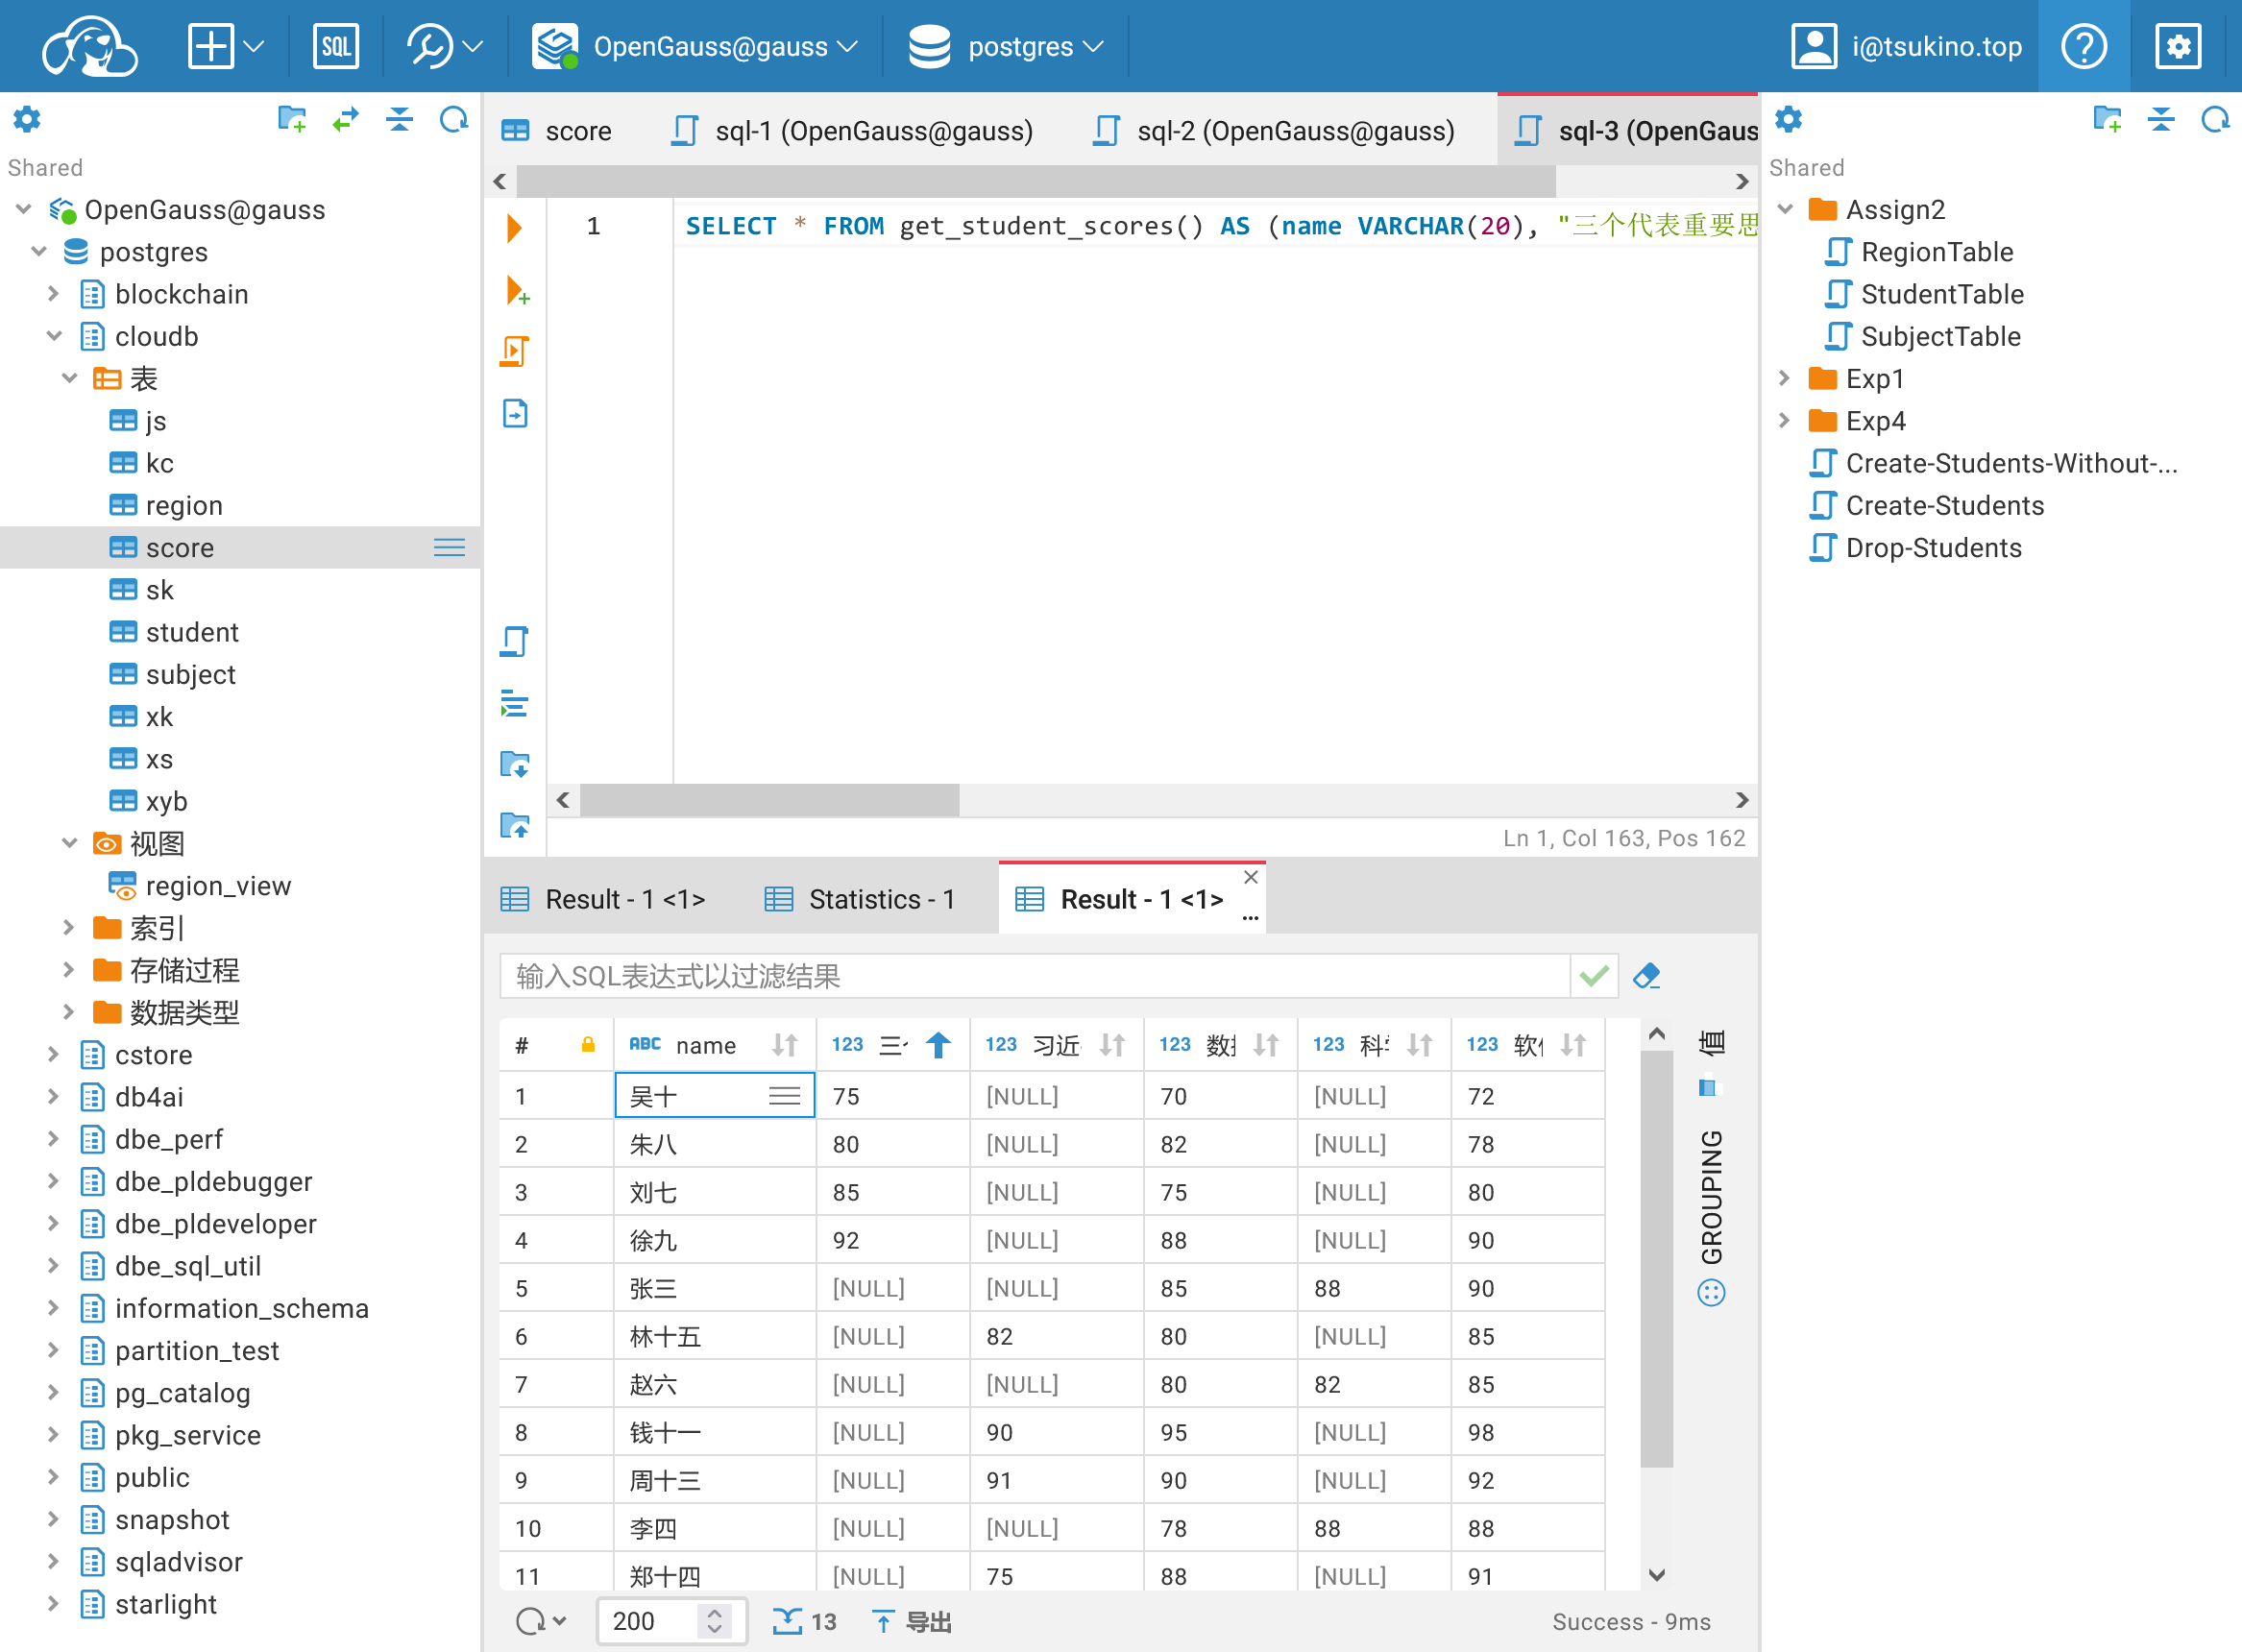 SQL
OpenGauss@gauss
postgres
i@tsukino.top
Shared
OpenGauss@gauss
postgres
blockchain
cloudb
表
js
kc
region
score
sk
student
subject
xk
xs
xyb
视图
region_view
索引
存储过程
数据类型
cstore
db4ai
dbe_perf
dbe_pldebugger
dbe_pldeveloper
dbe_sql_util
information_schema
partition_test
pg_catalog
pkg_service
public
snapshot
sqladvisor
starlight
score
sql-1 (OpenGauss@gauss)
sql-2 (OpenGauss@gauss)
sql-3 (OpenGaus
1 SELECT * FROM get_student_scores() AS (name VARCHAR(20), "三个代表重要思
Ln 1, Col 163, Pos 162
Result - 1 <1>
Statistics - 1
Result - 1 <1>
输入SQL表达式以过滤结果
# ABC name 123 三 123 习近 123 数 123 科 123 软
1 吴十 75 [NULL] 70 [NULL] 72
2 朱八 80 [NULL] 82 [NULL] 78
3 刘七 85 [NULL] 75 [NULL] 80
4 徐九 92 [NULL] 88 [NULL] 90
5 张三 [NULL] [NULL] 85 88 90
6 林十五 [NULL] 82 80 [NULL] 85
7 赵六 [NULL] [NULL] 80 82 85
8 钱十一 [NULL] 90 95 [NULL] 98
9 周十三 [NULL] 91 90 [NULL] 92
10 李四 [NULL] [NULL] 78 88 88
11 郑十四 [NULL] 75 88 [NULL] 91
值
GROUPING
200
13
导出
Success - 9ms
Shared
Assign2
RegionTable
StudentTable
SubjectTable
Exp1
Exp4
Create-Students-Without-...
Create-Students
Drop-Students